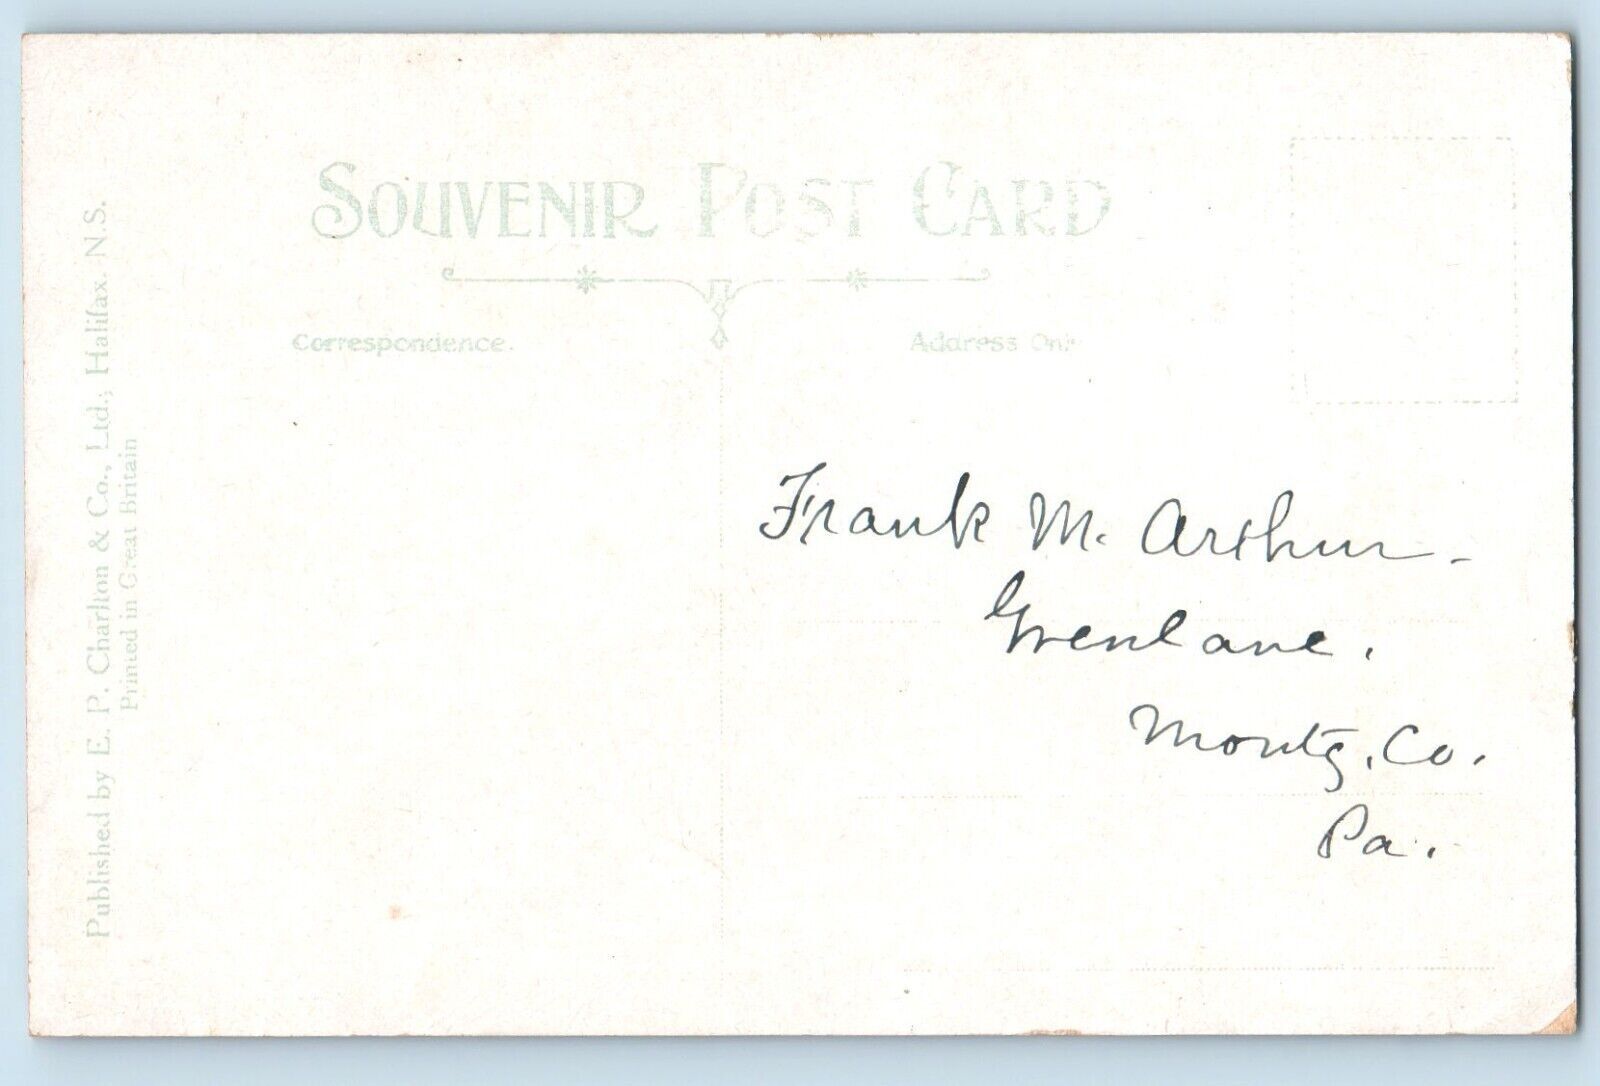 SOUVENIR POST CARD
Correspondence.
Address Only
Published by E. P. Charlton & Co., Ltd., Halifax. N.S.
Printed in Great Britain
Frank M. Arthur -
Grenlane.
Montg. Co.
Pa.